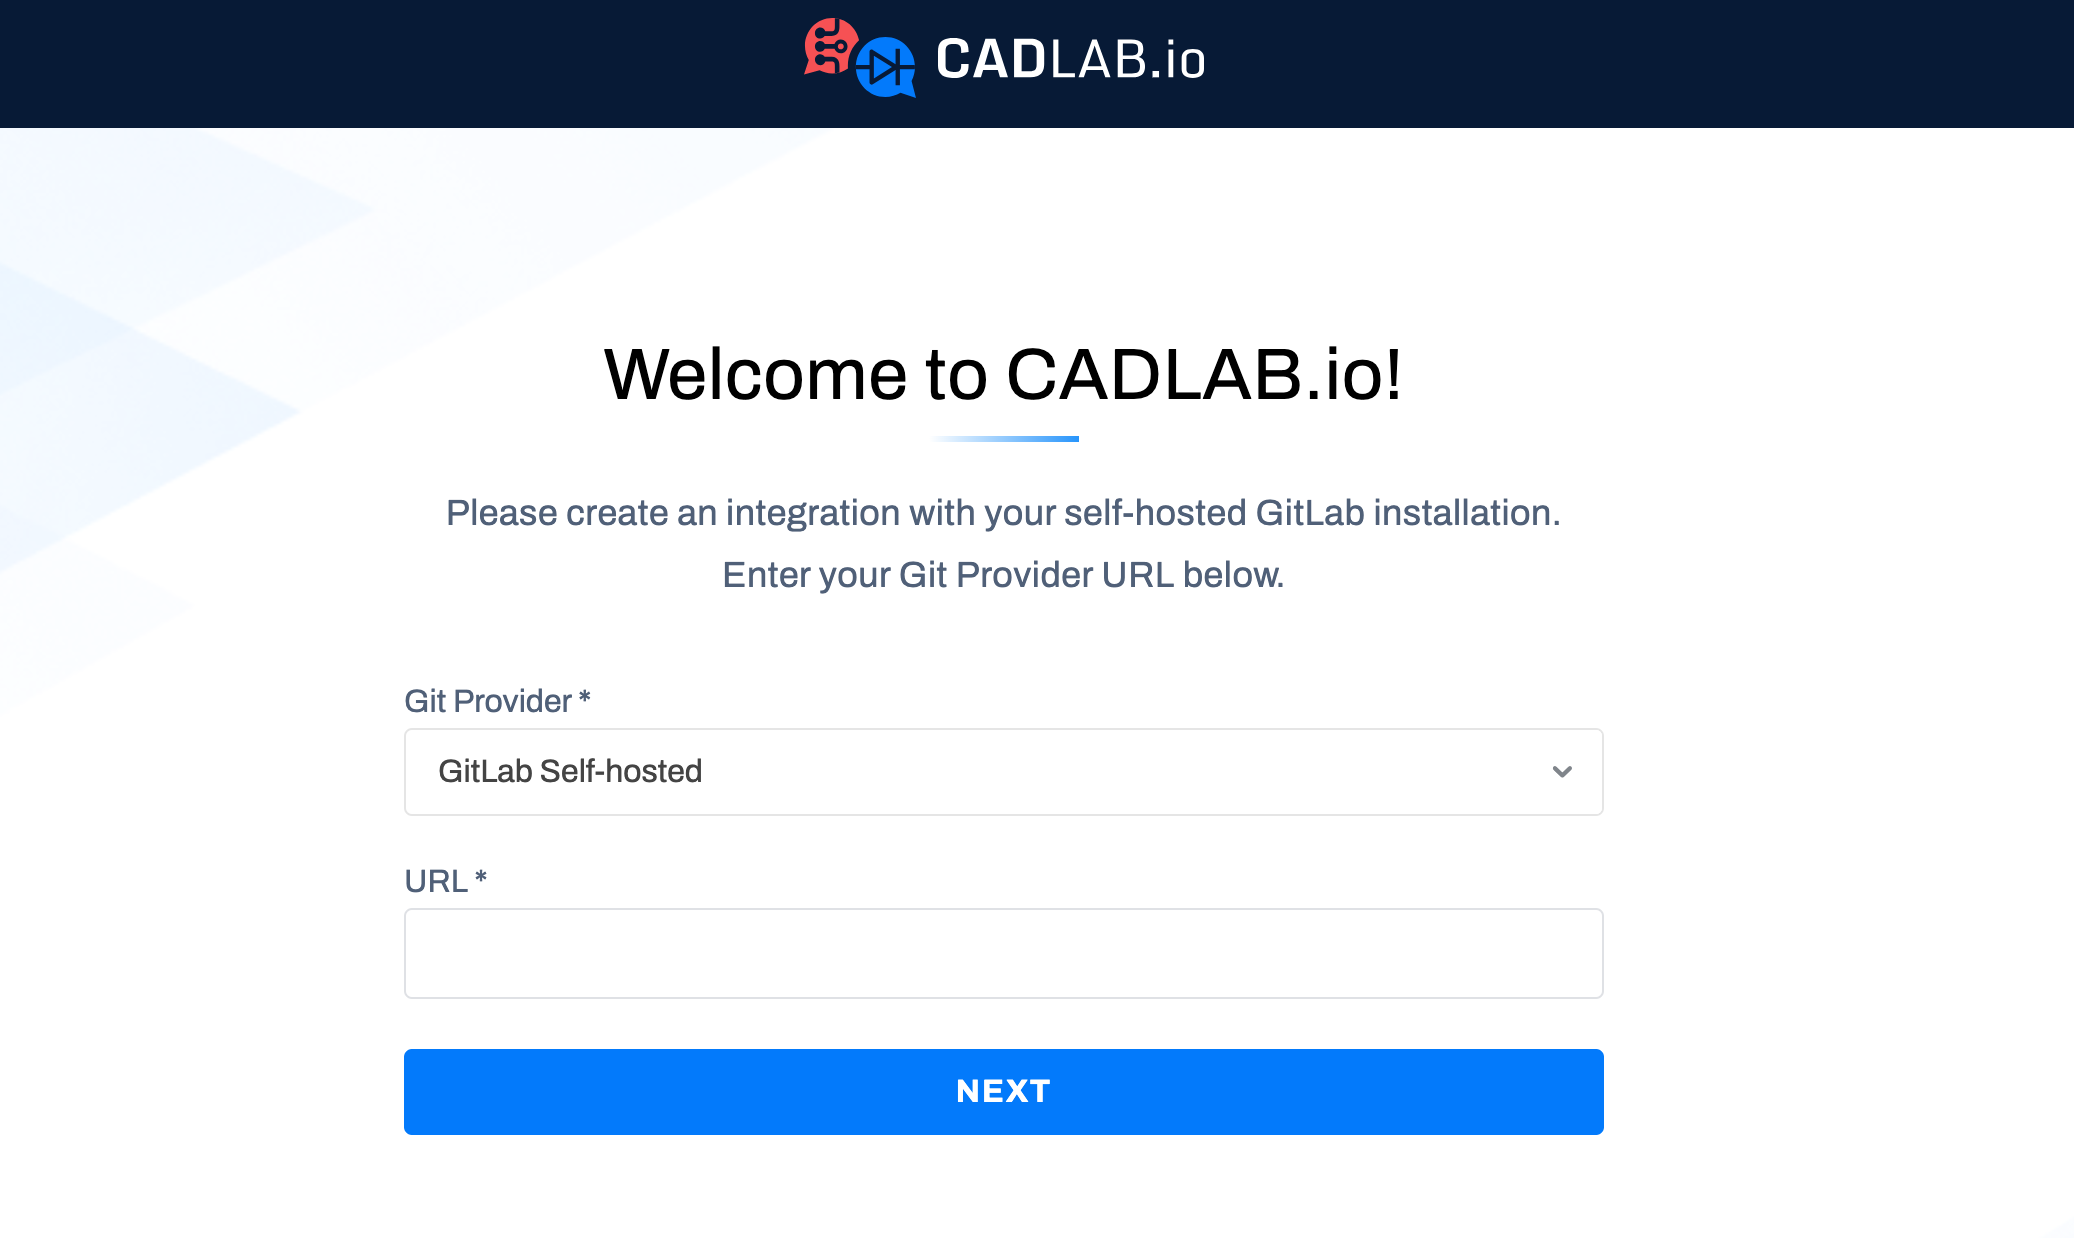 CADLAB.io
Welcome to CADLAB.io!
Please create an integration with your self-hosted GitLab installation.
Enter your Git Provider URL below.
Git Provider *
GitLab Self-hosted
URL *
NEXT